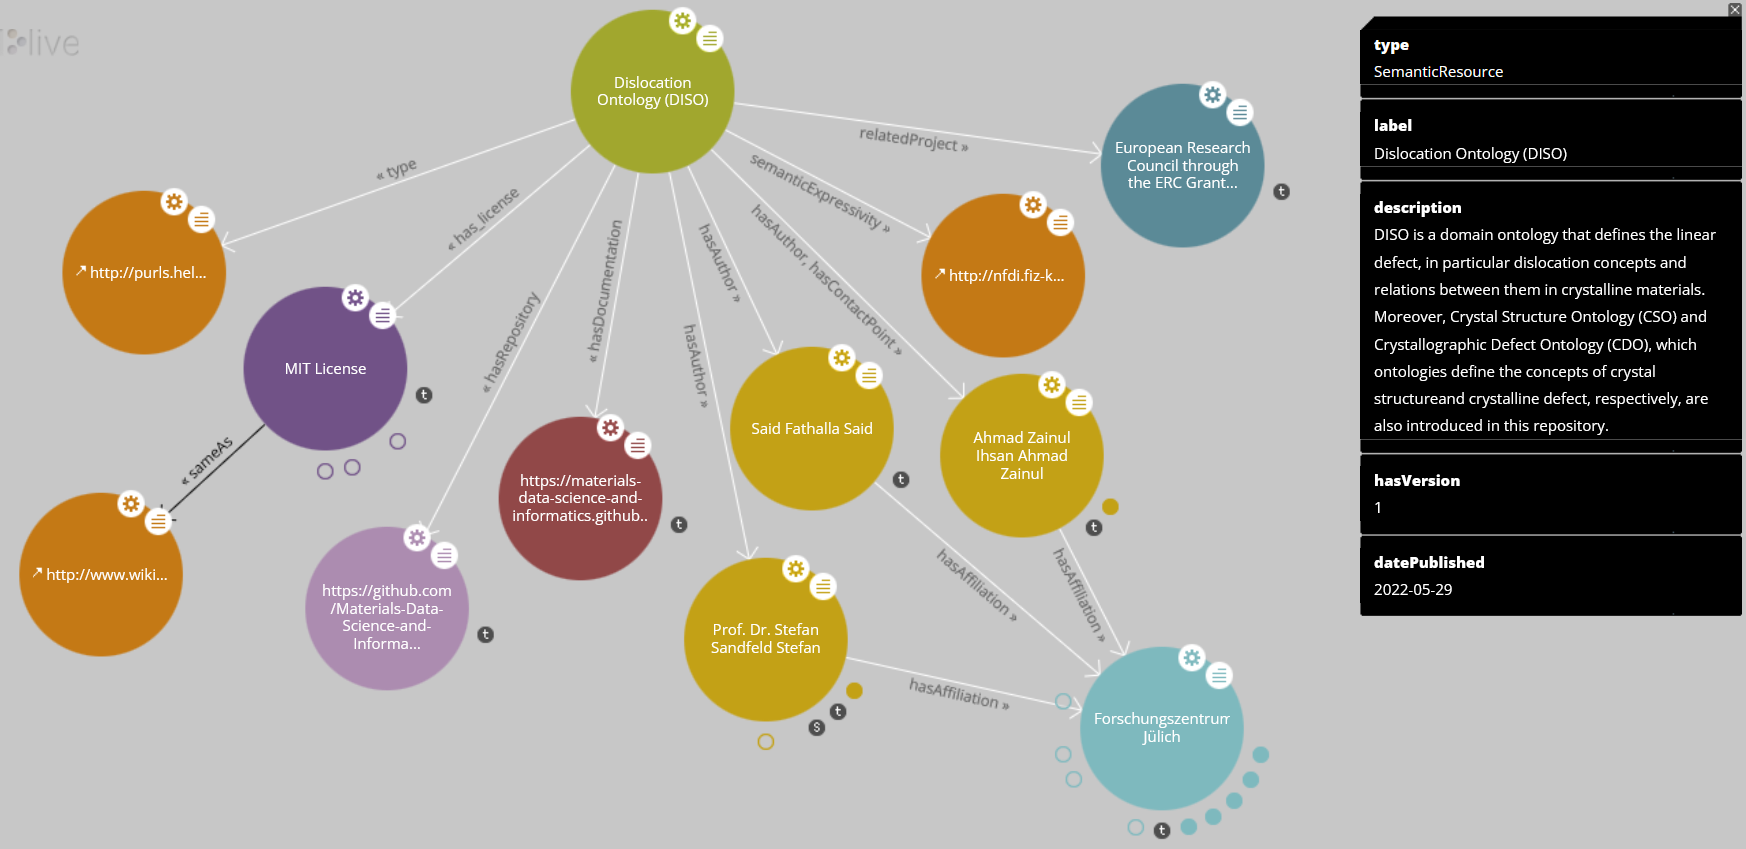 live
Dislocation
Ontology (DISO)
« type
« has_license
« hasRepository
« hasDocumentation
hasAuthor »
hasAuthor »
hasAuthor, hasContactPoint »
semanticExpressivity »
relatedProject »
European Research
Council through
the ERC Grant...
t
http://purls.hel...
http://nfdi.fiz-k...
MIT License
t
« sameAs
http://www.wiki...
https://github.com
/Materials-Data-
Science-and-
Informa...
t
https://materials-
data-science-and-
informatics.github..
t
Said Fathalla Said
t
Ahmad Zainul
Ihsan Ahmad
Zainul
t
Prof. Dr. Stefan
Sandfeld Stefan
t
S
hasAffiliation »
hasAffiliation »
hasAffiliation »
Forschungszentrum
Jülich
t
type
SemanticResource
label
Dislocation Ontology (DISO)
description
DISO is a domain ontology that defines the linear
defect, in particular dislocation concepts and
relations between them in crystalline materials.
Moreover, Crystal Structure Ontology (CSO) and
Crystallographic Defect Ontology (CDO), which
ontologies define the concepts of crystal
structureand crystalline defect, respectively, are
also introduced in this repository.
hasVersion
1
datePublished
2022-05-29